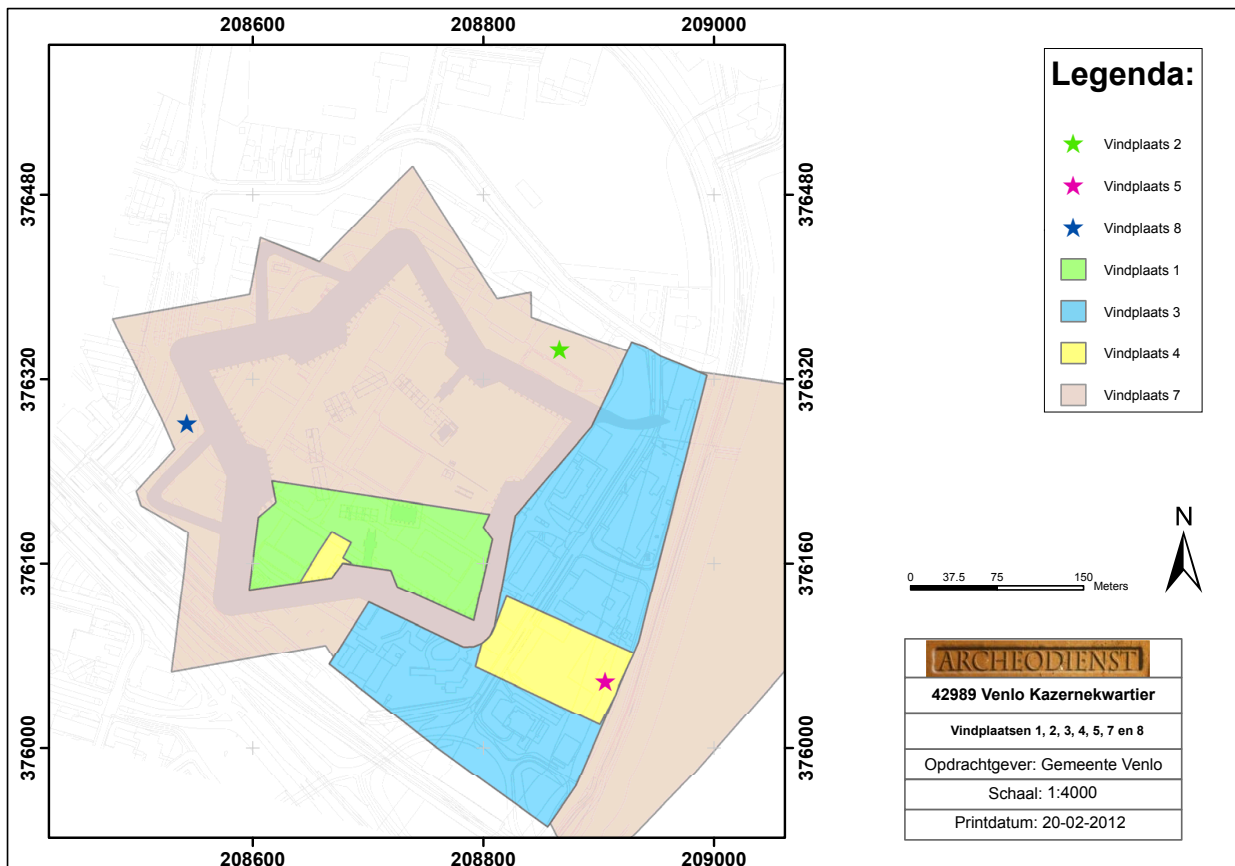 208600 208800 209000
376480 376480
376320 376320
376160 376160
376000 376000
208600 208800 209000
Legenda:
Vindplaats 2
Vindplaats 5
Vindplaats 8
Vindplaats 1
Vindplaats 3
Vindplaats 4
Vindplaats 7
N
0 37.5 75 150
Meters
ARCHEODIENST
42989 Venlo Kazernekwartier
Vindplaatsen 1, 2, 3, 4, 5, 7 en 8
Opdrachtgever: Gemeente Venlo
Schaal: 1:4000
Printdatum: 20-02-2012